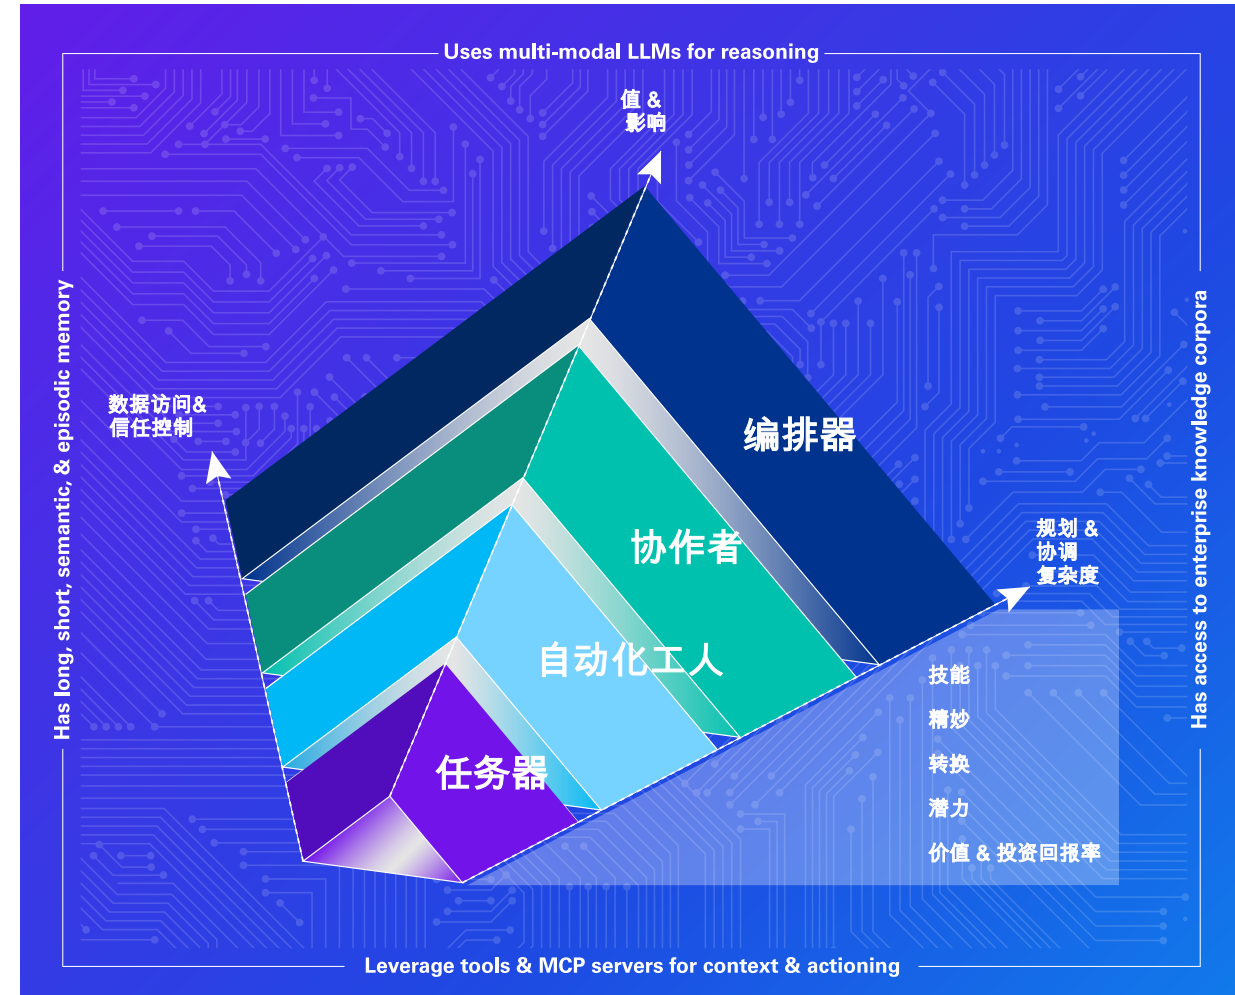 Uses multi-modal LLMs for reasoning
值 &
影响
Has long, short, semantic, & episodic memory
Has access to enterprise knowledge corpora
数据访问&
信任控制
编排器
协作者
规划 &
协调
复杂度
自动化工人
技能
精妙
转换
潜力
价值 & 投资回报率
任务器
Leverage tools & MCP servers for context & actioning